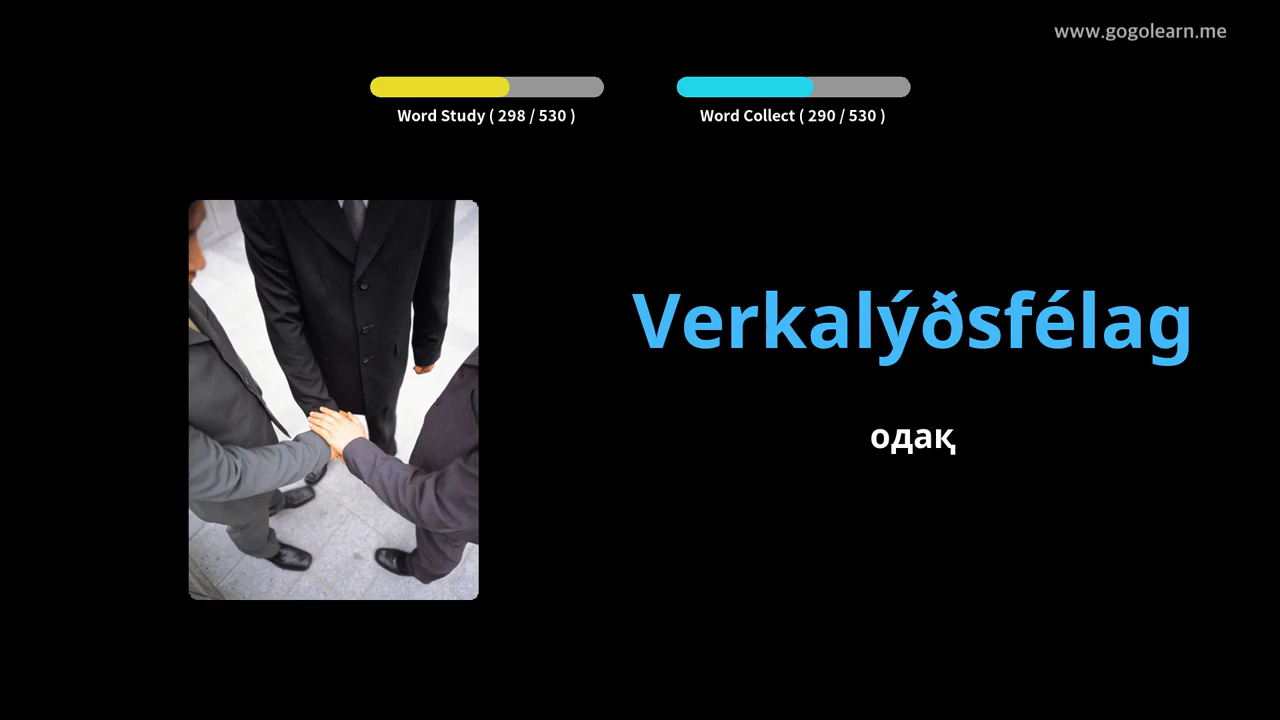 www.gogolearn.me
Word Study ( 298 / 530 )
Word Collect ( 290 / 530 )
Verkalýðsfélag
одақ